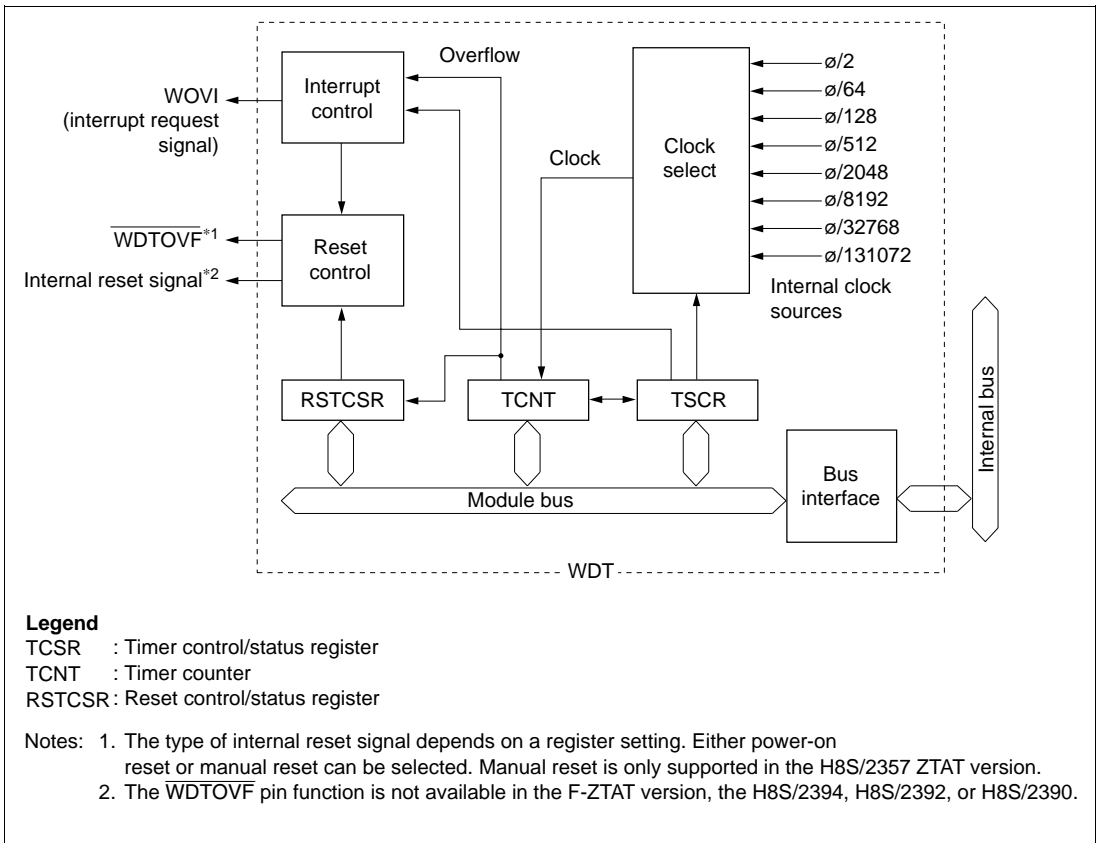 Overflow
Interrupt
control
WOVI
(interrupt request
signal)
WDTOVF*1
Internal reset signal*2
Reset
control
Clock
Clock
select
ø/2
ø/64
ø/128
ø/512
ø/2048
ø/8192
ø/32768
ø/131072
Internal clock
sources
RSTCSR
TCNT
TSCR
Internal bus
Module bus
Bus
interface
WDT
Legend
TCSR : Timer control/status register
TCNT : Timer counter
RSTCSR : Reset control/status register
Notes: 1. The type of internal reset signal depends on a register setting. Either power-on
reset or manual reset can be selected. Manual reset is only supported in the H8S/2357 ZTAT version.
2. The WDTOVF pin function is not available in the F-ZTAT version, the H8S/2394, H8S/2392, or H8S/2390.